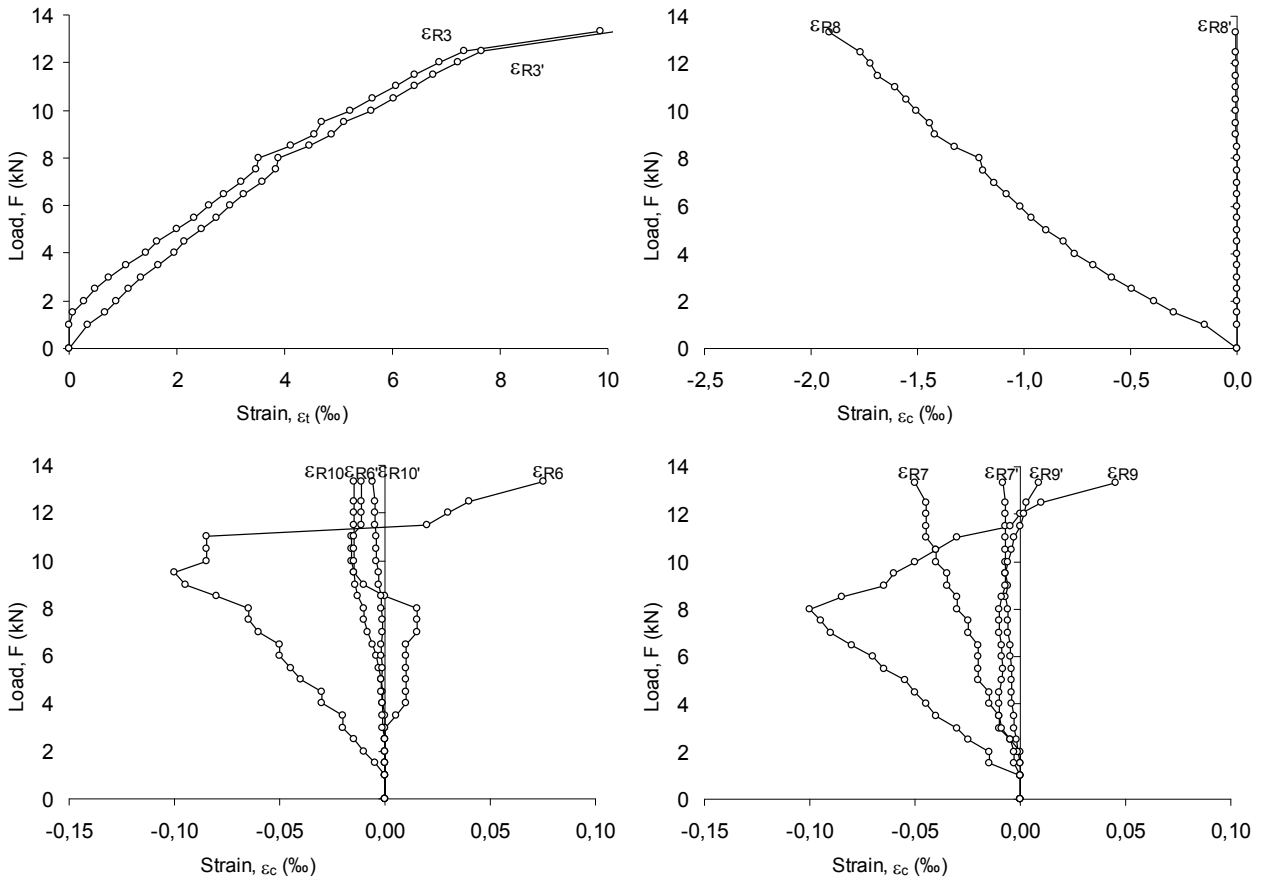 14
12
10
8
6
4
2
0
Load, F (kN)
εR3
εR3'
0 2 4 6 8 10
Strain, εt (‰)
14
12
10
8
6
4
2
0
Load, F (kN)
εR8
εR8'
-2,5 -2,0 -1,5 -1,0 -0,5 0,0
Strain, εc (‰)
14
12
10
8
6
4
2
0
Load, F (kN)
εR10 εR6' εR10' εR6
-0,15 -0,10 -0,05 0,00 0,05 0,10
Strain, εc (‰)
14
12
10
8
6
4
2
0
Load, F (kN)
εR7 εR7' εR9' εR9
-0,15 -0,10 -0,05 0,00 0,05 0,10
Strain, εc (‰)